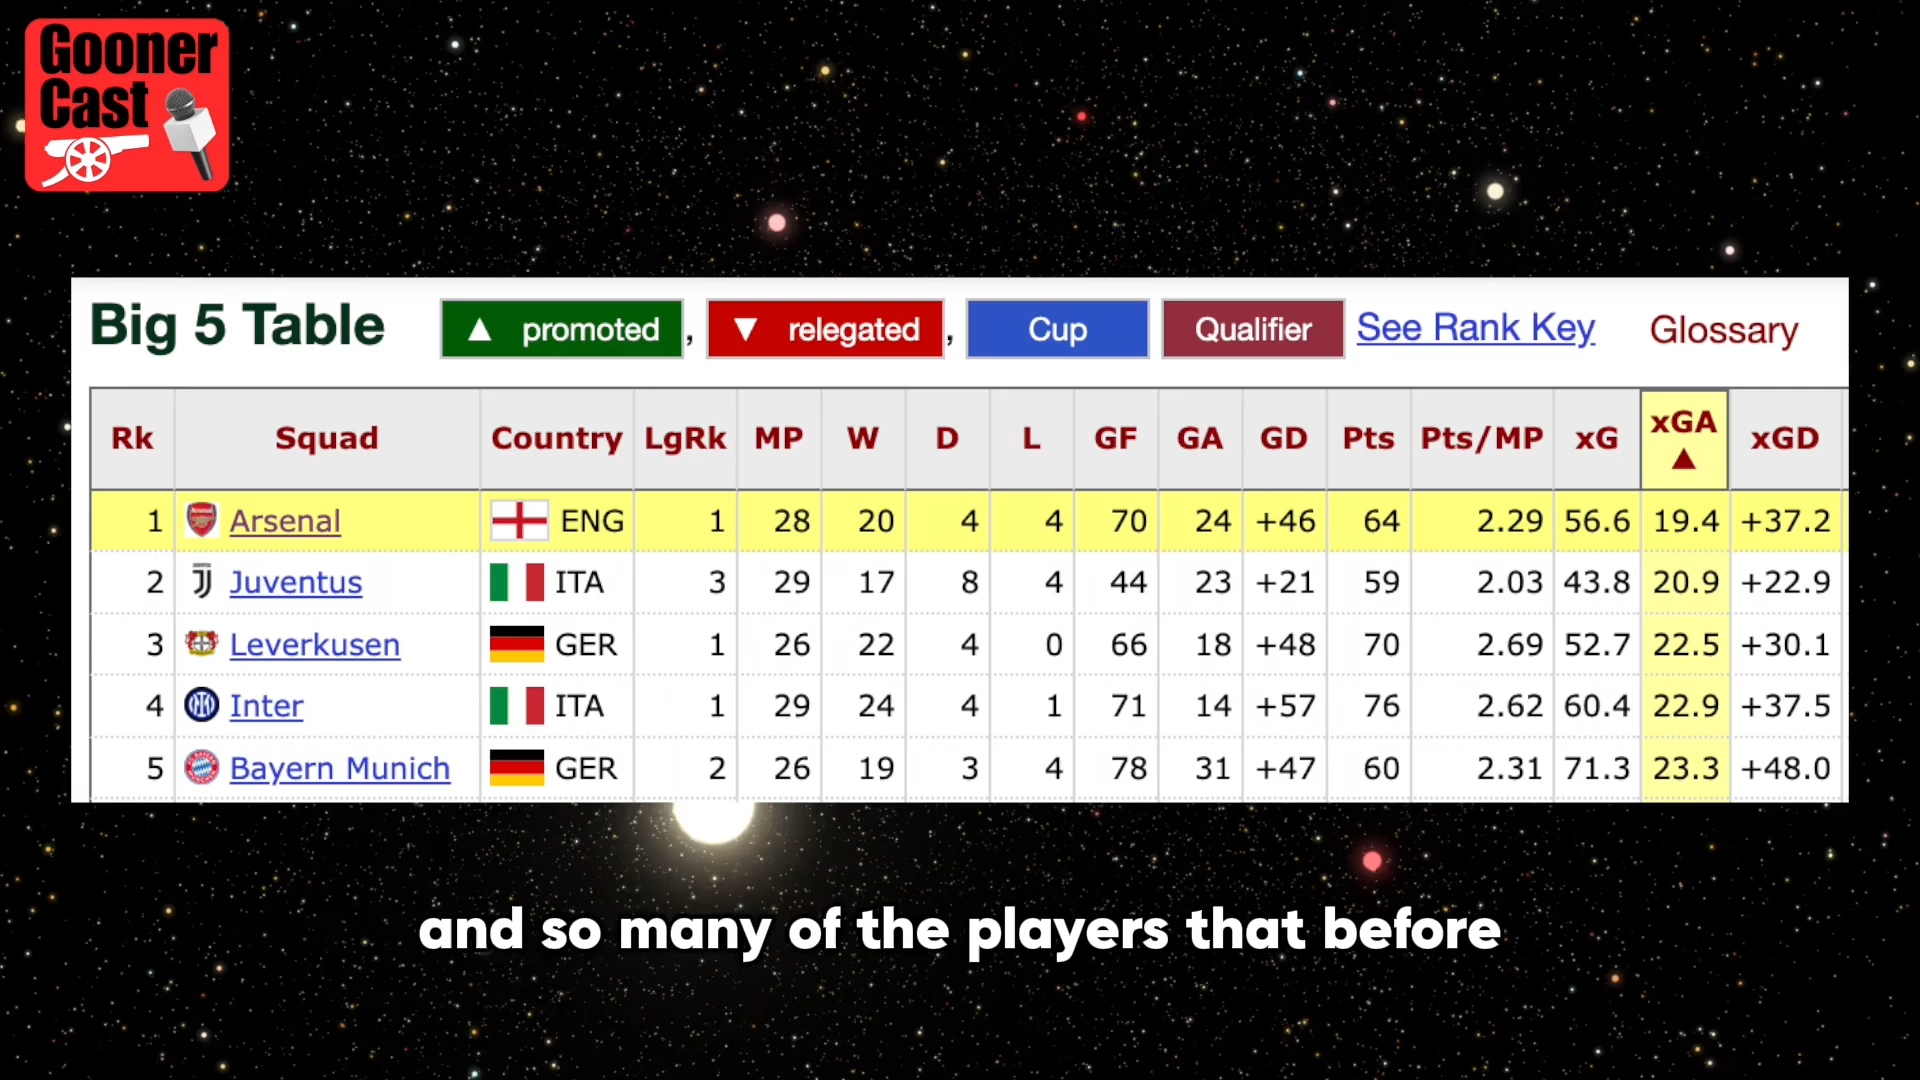 Gooner
Cast
Big 5 Table ▲ promoted, ▼ relegated, Cup Qualifier See Rank Key Glossary
Rk Squad Country LgRk MP W D L GF GA GD Pts Pts/MP xG xGA ▲ xGD
1 Arsenal ENG 1 28 20 4 4 70 24 +46 64 2.29 56.6 19.4 +37.2
2 Juventus ITA 3 29 17 8 4 44 23 +21 59 2.03 43.8 20.9 +22.9
3 Leverkusen GER 1 26 22 4 0 66 18 +48 70 2.69 52.7 22.5 +30.1
4 Inter ITA 1 29 24 4 1 71 14 +57 76 2.62 60.4 22.9 +37.5
5 Bayern Munich GER 2 26 19 3 4 78 31 +47 60 2.31 71.3 23.3 +48.0
and so many of the players that before